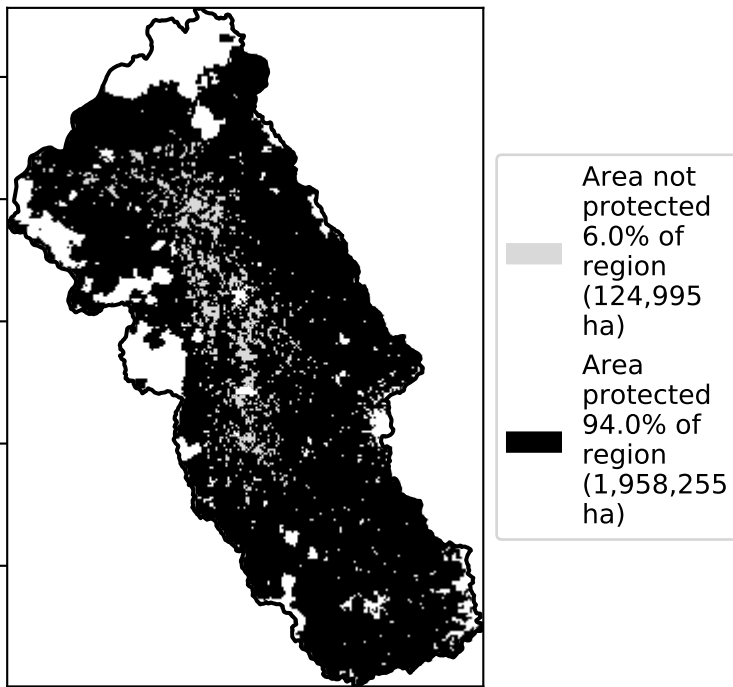 Area not
protected
6.0% of
region
(124,995
ha)
Area
protected
94.0% of
region
(1,958,255
ha)